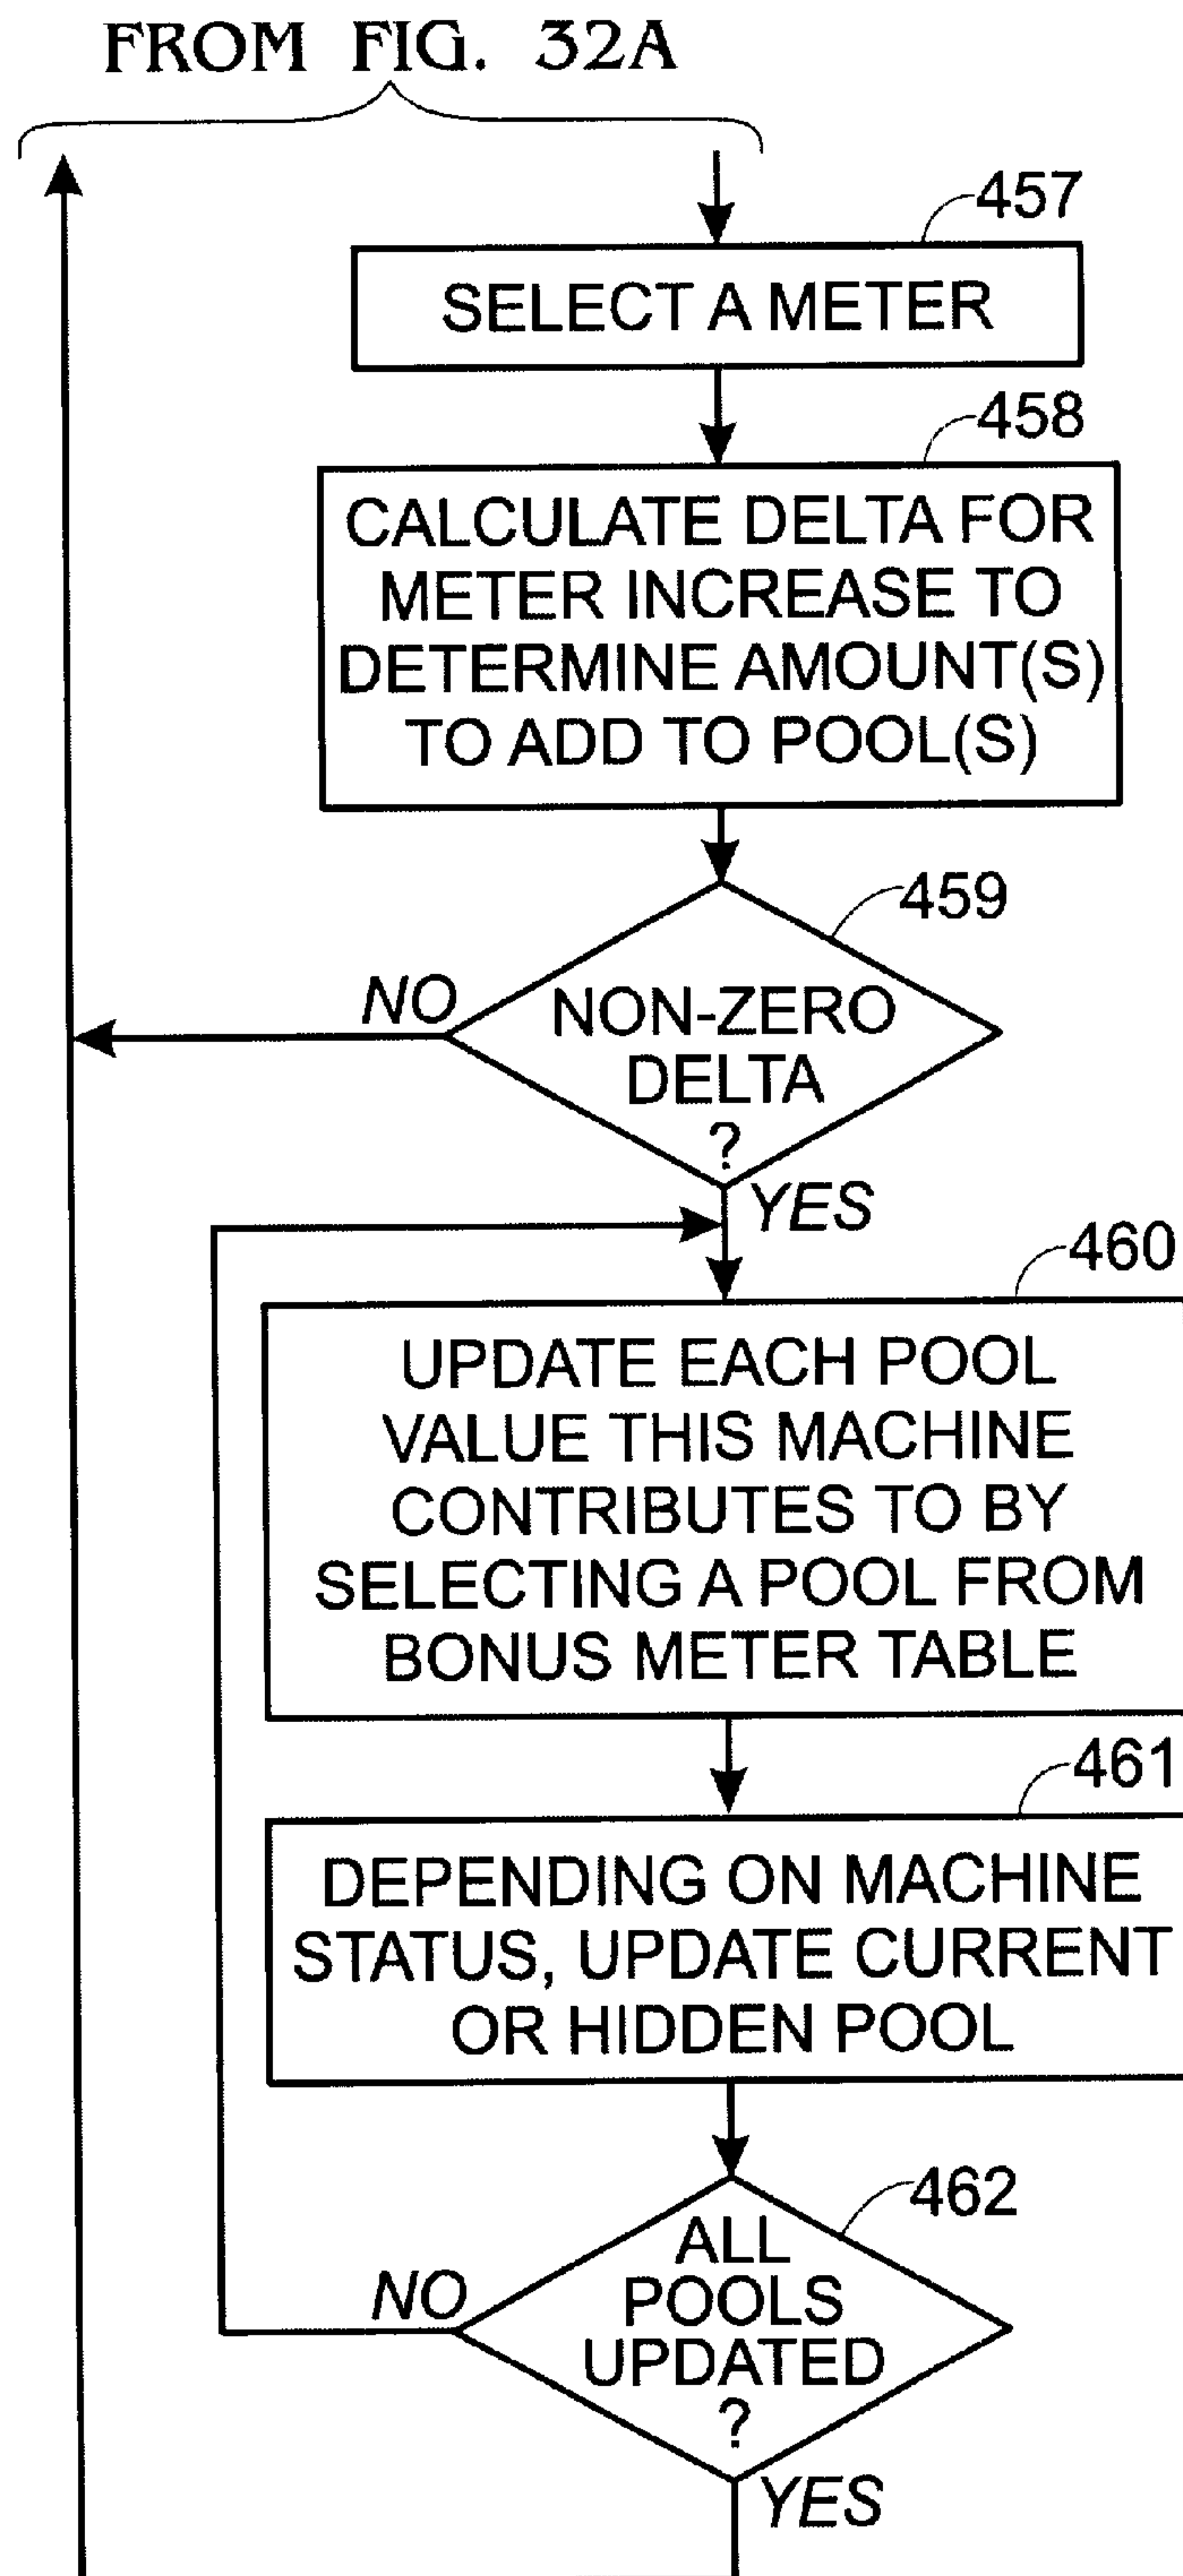 FROM FIG. 32A
457
SELECT A METER
458
CALCULATE DELTA FOR
METER INCREASE TO
DETERMINE AMOUNT(S)
TO ADD TO POOL(S)
459
NO
NON-ZERO
DELTA
?
YES
460
UPDATE EACH POOL
VALUE THIS MACHINE
CONTRIBUTES TO BY
SELECTING A POOL FROM
BONUS METER TABLE
461
DEPENDING ON MACHINE
STATUS, UPDATE CURRENT
OR HIDDEN POOL
462
NO
ALL
POOLS
UPDATED
?
YES